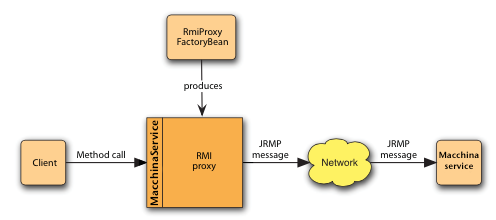 RmiProxy
FactoryBean
produces
Client
Method call
MacchinaService
RMI
proxy
JRMP
message
Network
JRMP
message
Macchina
service